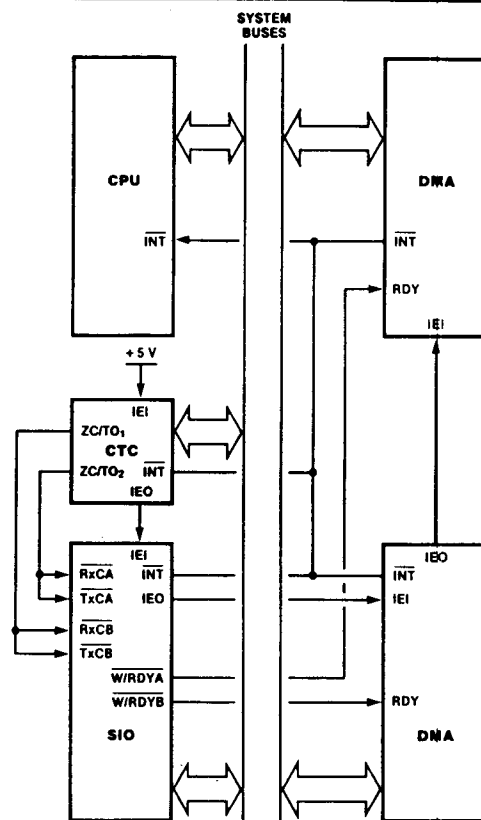 SYSTEM
BUSES
CPU
DMA
INT
INT
RDY
IEI
+ 5 V
IEI
ZC/TO₁
CTC
ZC/TO₂
INT
IEO
IEI
IEO
RxCA
INT
INT
TxCA
IEO
IEI
RxCB
TxCB
W/RDYA
W/RDYB
RDY
SIO
DMA